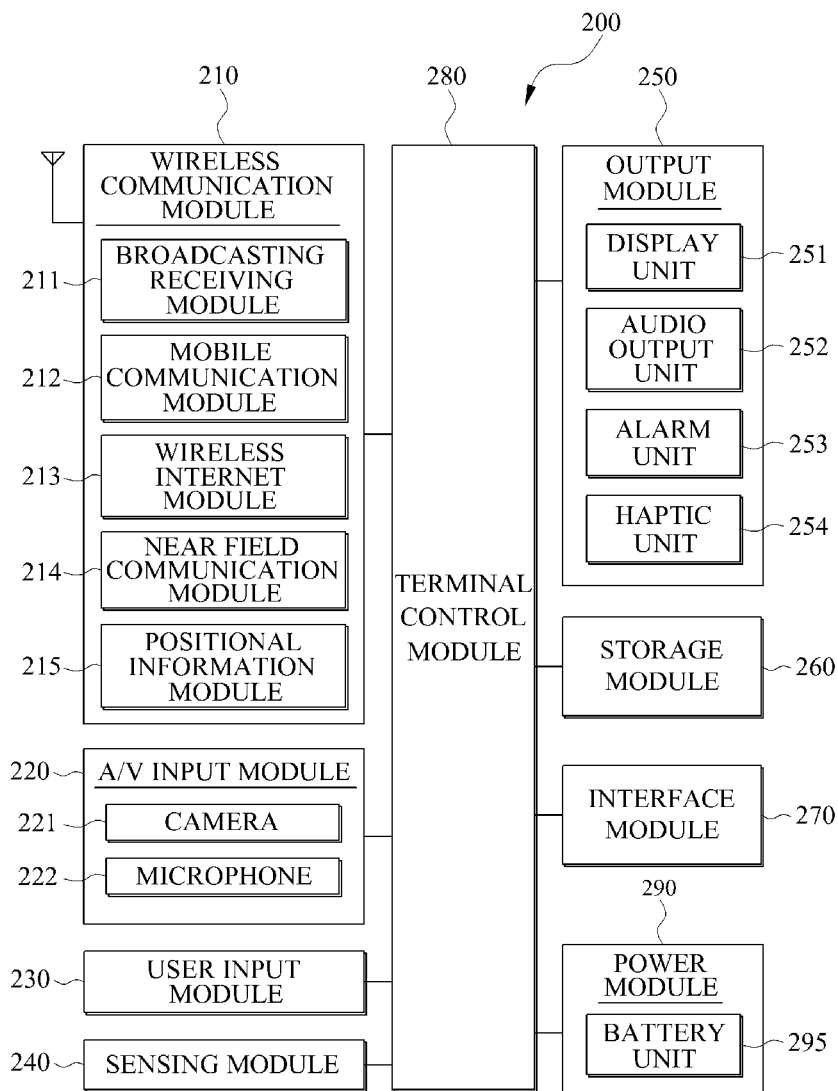 200
210
280
250
WIRELESS
COMMUNICATION
MODULE
211
BROADCASTING
RECEIVING
MODULE
212
MOBILE
COMMUNICATION
MODULE
213
WIRELESS
INTERNET
MODULE
214
NEAR FIELD
COMMUNICATION
MODULE
215
POSITIONAL
INFORMATION
MODULE
220
A/V INPUT MODULE
221
CAMERA
222
MICROPHONE
230
USER INPUT
MODULE
240
SENSING MODULE
TERMINAL
CONTROL
MODULE
OUTPUT
MODULE
DISPLAY
UNIT
251
AUDIO
OUTPUT
UNIT
252
ALARM
UNIT
253
HAPTIC
UNIT
254
STORAGE
MODULE
260
INTERFACE
MODULE
270
290
POWER
MODULE
BATTERY
UNIT
295